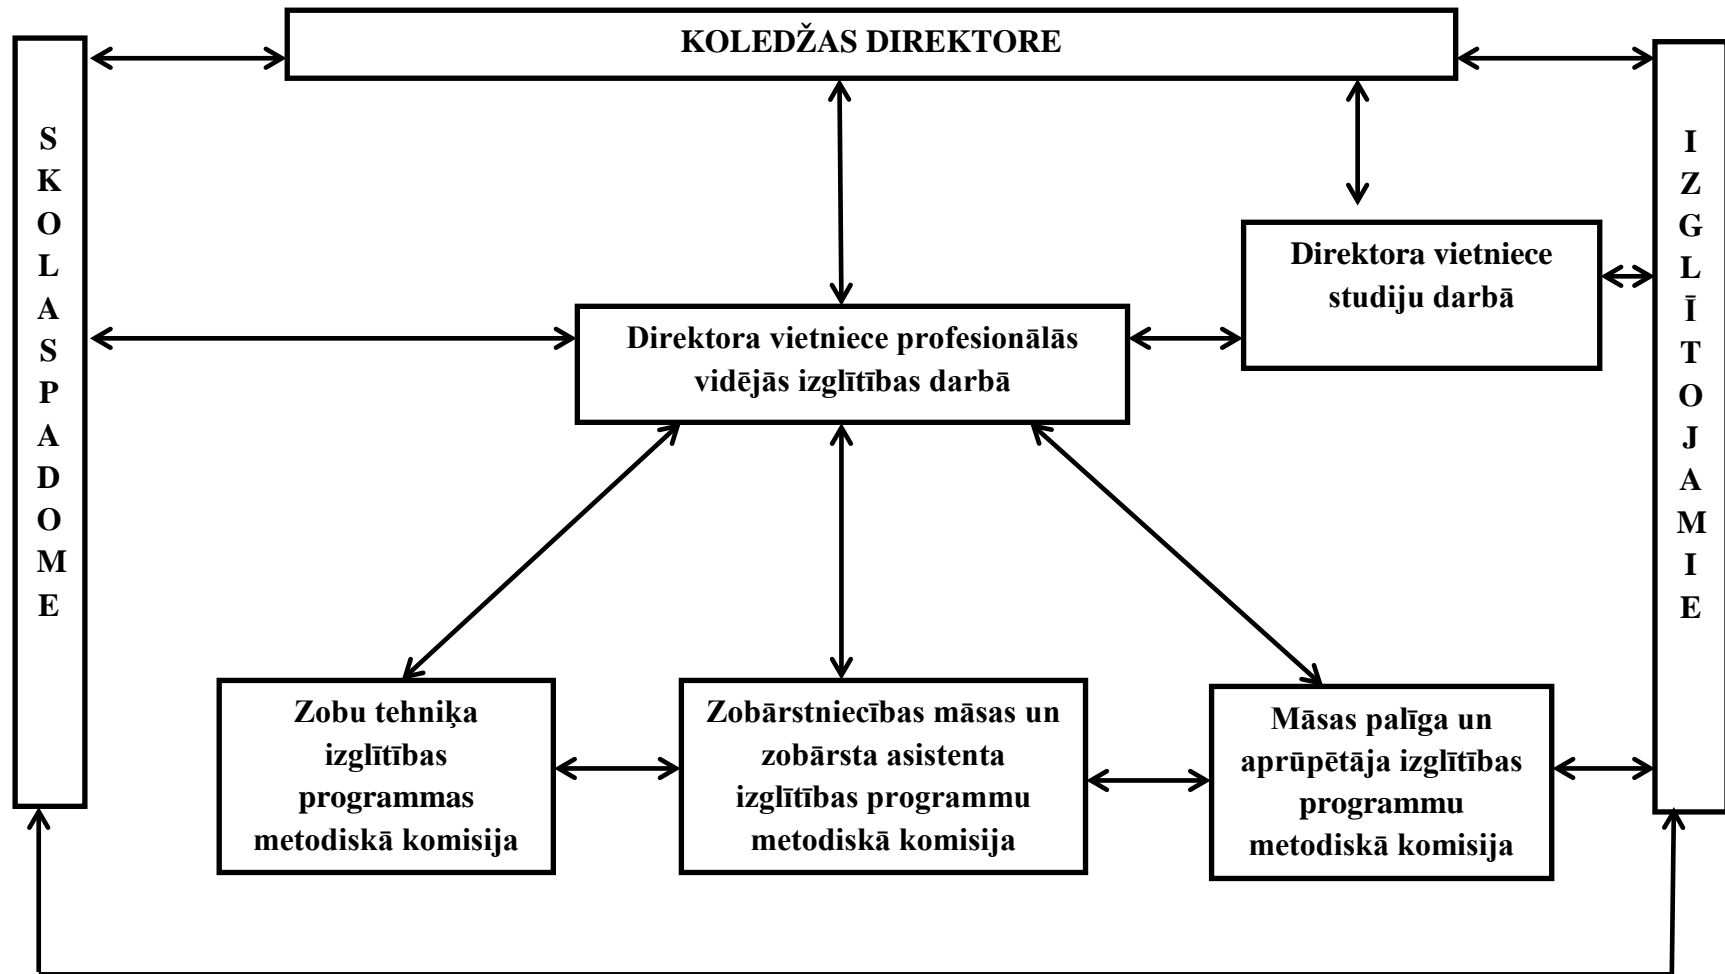 KOLEDŽAS DIREKTORE
S
K
O
L
A
S
P
A
D
O
M
E
I
Z
G
L
Ī
T
O
J
A
M
I
E
Direktora vietniece
studiju darbā
Direktora vietniece profesionālās
vidējās izglītības darbā
Zobu tehniķa
izglītības
programmas
metodiskā komisija
Zobārstniecības māsas un
zobārsta asistenta
izglītības programmu
metodiskā komisija
Māsas palīga un
aprūpētāja izglītības
programmu
metodiskā komisija